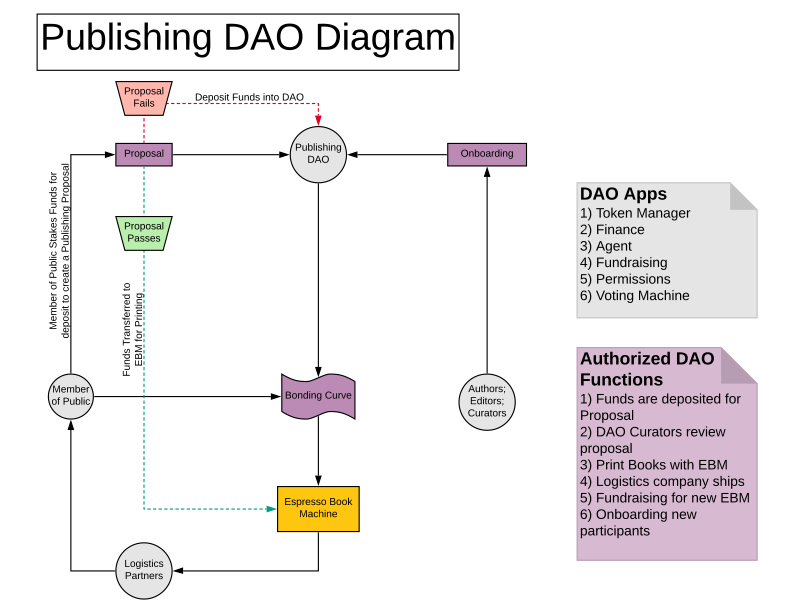 Publishing DAO Diagram
Proposal
Fails
Deposit Funds into DAO
Proposal
Publishing
DAO
Onboarding
Member of Public Stakes Funds for
deposit to create a Publishing Proposal
Proposal
Passes
Funds Transferred to
EBM for Printing
Member
of Public
Bonding Curve
Authors;
Editors;
Curators
Espresso Book
Machine
Logistics
Partners
DAO Apps
1) Token Manager
2) Finance
3) Agent
4) Fundraising
5) Permissions
6) Voting Machine
Authorized DAO
Functions
1) Funds are deposited for
Proposal
2) DAO Curators review
proposal
3) Print Books with EBM
4) Logistics company ships
5) Fundraising for new EBM
6) Onboarding new
participants